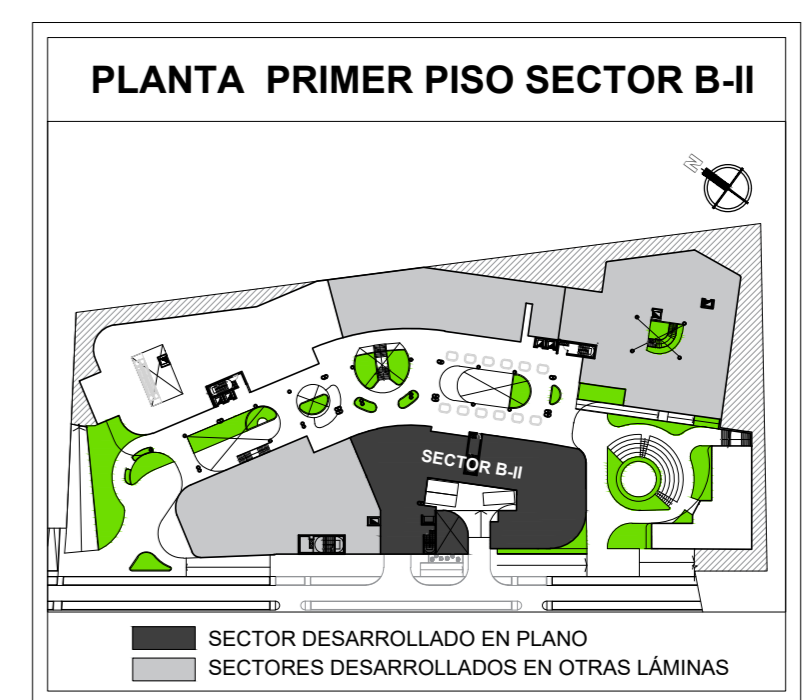 PLANTA PRIMER PISO SECTOR B-II
N
SECTOR B-II
SECTOR DESARROLLADO EN PLANO
SECTORES DESARROLLADOS EN OTRAS LÁMINAS